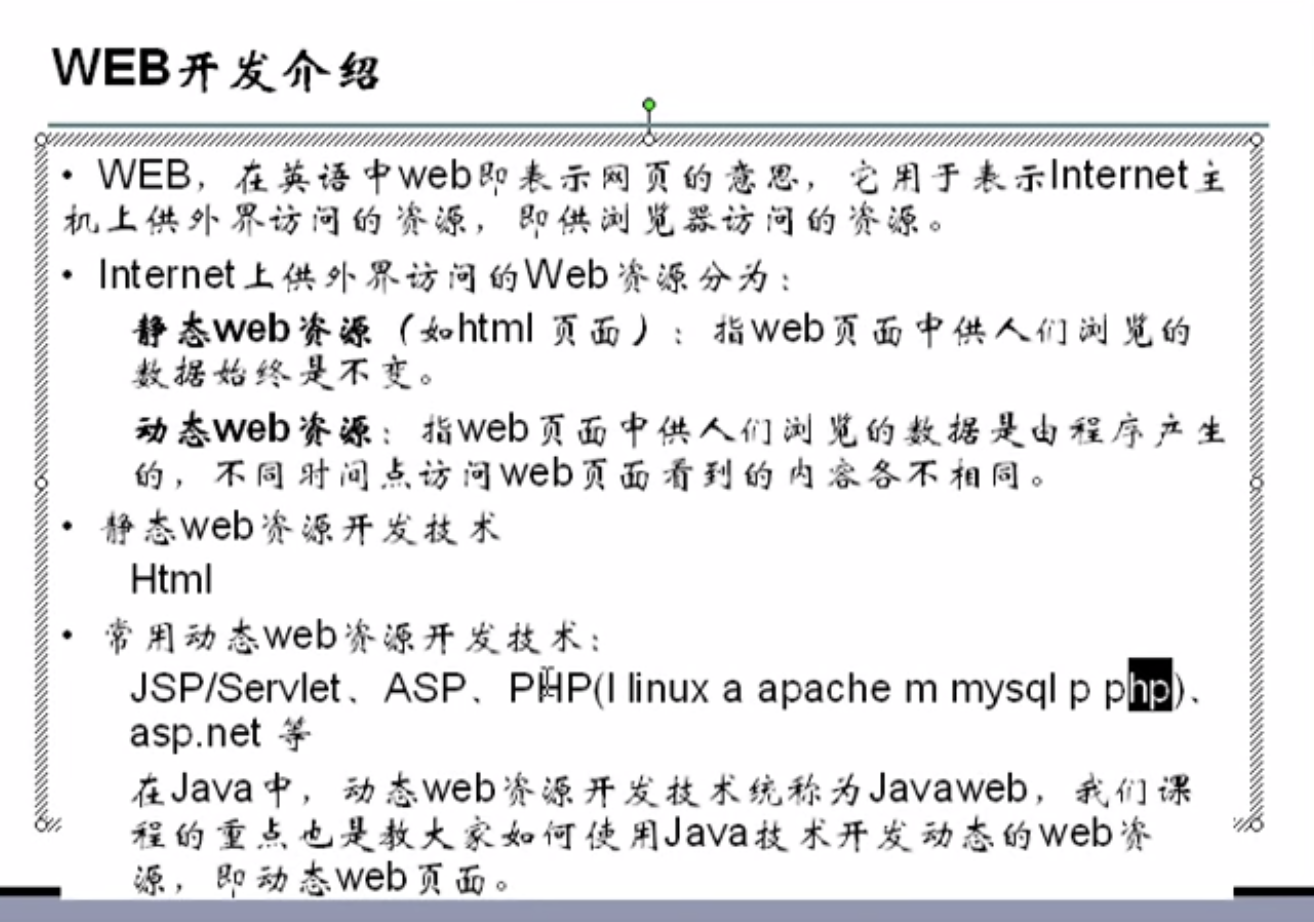 WEB开发介绍
• WEB，在英语中web即表示网页的意思，它用于表示Internet主
机上供外界访问的资源，即供浏览器访问的资源。
• Internet上供外界访问的Web资源分为：
静态web资源（如html 页面）：指web页面中供人们浏览的
数据始终是不变。
动态web资源：指web页面中供人们浏览的数据是由程序产生
的，不同时间点访问web页面看到的内容各不相同。
• 静态web资源开发技术
Html
• 常用动态web资源开发技术：
JSP/Servlet、ASP、PHP(l linux a apache m mysql p php)、
asp.net 等
在Java中，动态web资源开发技术统称为Javaweb，我们课
程的重点也是教大家如何使用Java技术开发动态的web资
源，即动态web页面。